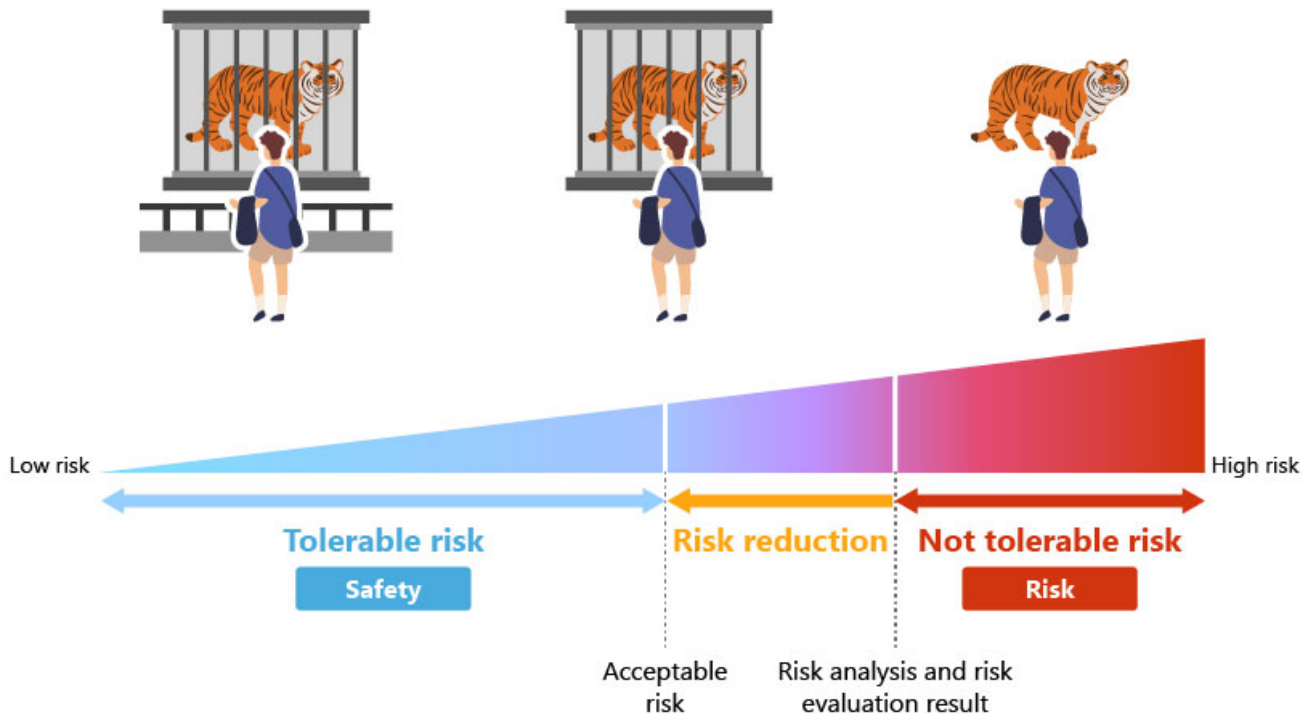 Low risk
High risk
Tolerable risk
Risk reduction
Not tolerable risk
Safety
Risk
Acceptable
risk
Risk analysis and risk
evaluation result